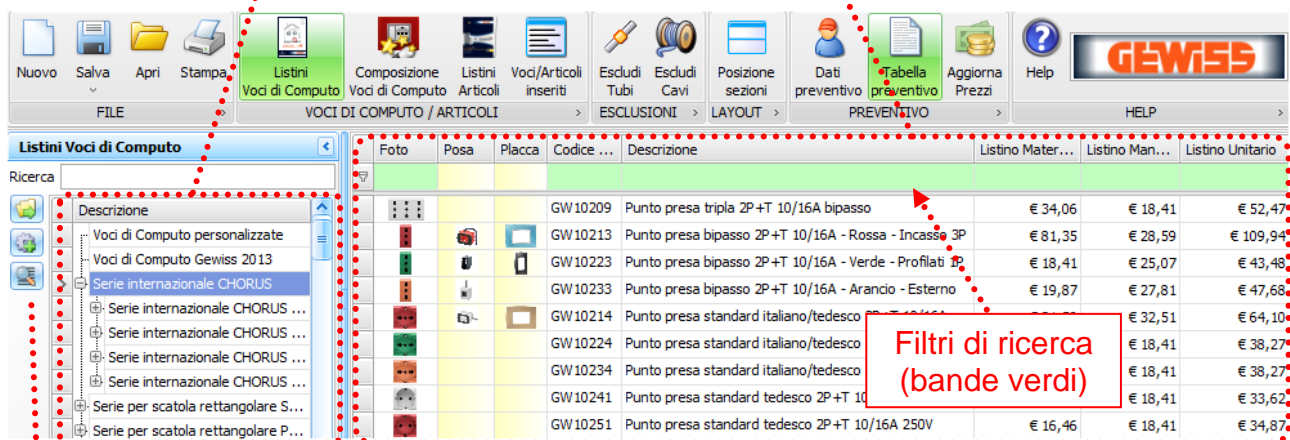 Nuovo Salva Apri Stampa Listini Voci di Computo Composizione Voci di Computo Listini Articoli Voci/Articoli inseriti Escludi Tubi Escludi Cavi Posizione sezioni Dati preventivo Tabella preventivo Aggiorna Prezzi Help GEWISS
FILE VOCI DI COMPUTO / ARTICOLI ESCLUSIONI LAYOUT PREVENTIVO HELP
Listini Voci di Computo
Ricerca
Descrizione
Voci di Computo personalizzate
Voci di Computo Gewiss 2013
Serie internazionale CHORUS
Serie internazionale CHORUS ...
Serie internazionale CHORUS ...
Serie internazionale CHORUS ...
Serie internazionale CHORUS ...
Serie per scatola rettangolare S...
Serie per scatola rettangolare P...
Foto Posa Placca Codice ... Descrizione Listino Mater... Listino Man... Listino Unitario
GW10209 Punto presa tripla 2P+T 10/16A bipasso € 34,06 € 18,41 € 52,47
GW10213 Punto presa bipasso 2P+T 10/16A - Rossa - Incasso 3P € 81,35 € 28,59 € 109,94
GW10223 Punto presa bipasso 2P+T 10/16A - Verde - Profilati 1P € 18,41 € 25,07 € 43,48
GW10233 Punto presa bipasso 2P+T 10/16A - Arancio - Esterno € 19,87 € 27,81 € 47,68
GW10214 Punto presa standard italiano/tedesco € 32,51 € 64,10
GW10224 Punto presa standard italiano/tedesco € 18,41 € 38,27
GW10234 Punto presa standard italiano/tedesco € 18,41 € 38,27
GW10241 Punto presa standard tedesco 2P+T € 18,41 € 33,62
GW10251 Punto presa standard tedesco 2P+T 10/16A 250V € 16,46 € 18,41 € 34,87
Filtri di ricerca
(bande verdi)